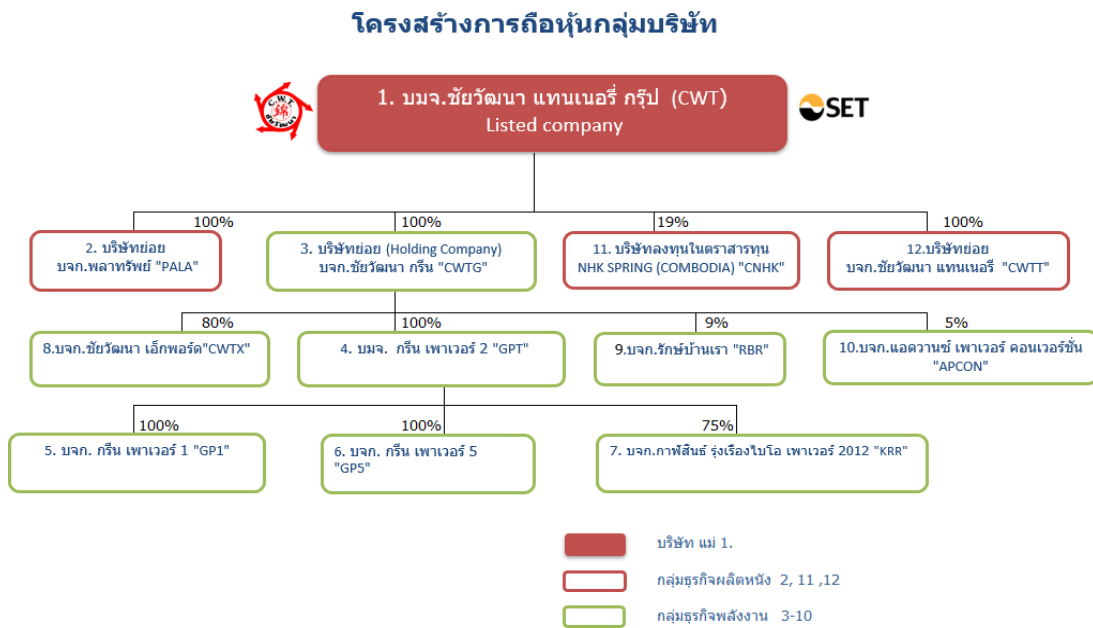 โครงสร้างการถือหุ้นกลุ่มบริษัท
C.W.T.
錦
ชัยวัฒนา
1. บมจ.ชัยวัฒนา แทนเนอรี่ กรุ๊ป (CWT)
Listed company
SET
100%
100%
19%
100%
2. บริษัทย่อย
บจก.พลาทรัพย์ "PALA"
3. บริษัทย่อย (Holding Company)
บจก.ชัยวัฒนา กรีน "CWTG"
11. บริษัทลงทุนในตราสารทุน
NHK SPRING (COMBODIA) "CNHK"
12.บริษัทย่อย
บจก.ชัยวัฒนา แทนเนอรี่ "CWTT"
80%
100%
9%
5%
8.บจก.ชัยวัฒนา เอ็กพอร์ต"CWTX"
4. บมจ. กรีน เพาเวอร์ 2 "GPT"
9.บจก.รักษ์บ้านเรา "RBR"
10.บจก.แอดวานซ์ เพาเวอร์ คอนเวอร์ชั่น
"APCON"
100%
100%
75%
5. บจก. กรีน เพาเวอร์ 1 "GP1"
6. บจก. กรีน เพาเวอร์ 5
"GP5"
7. บจก.กาฬสินธ์ รุ่งเรืองไบโอ เพาเวอร์ 2012 "KRR"
บริษัท แม่ 1.
กลุ่มธุรกิจผลิตหนัง 2, 11 ,12
กลุ่มธุรกิจพลังงาน 3-10